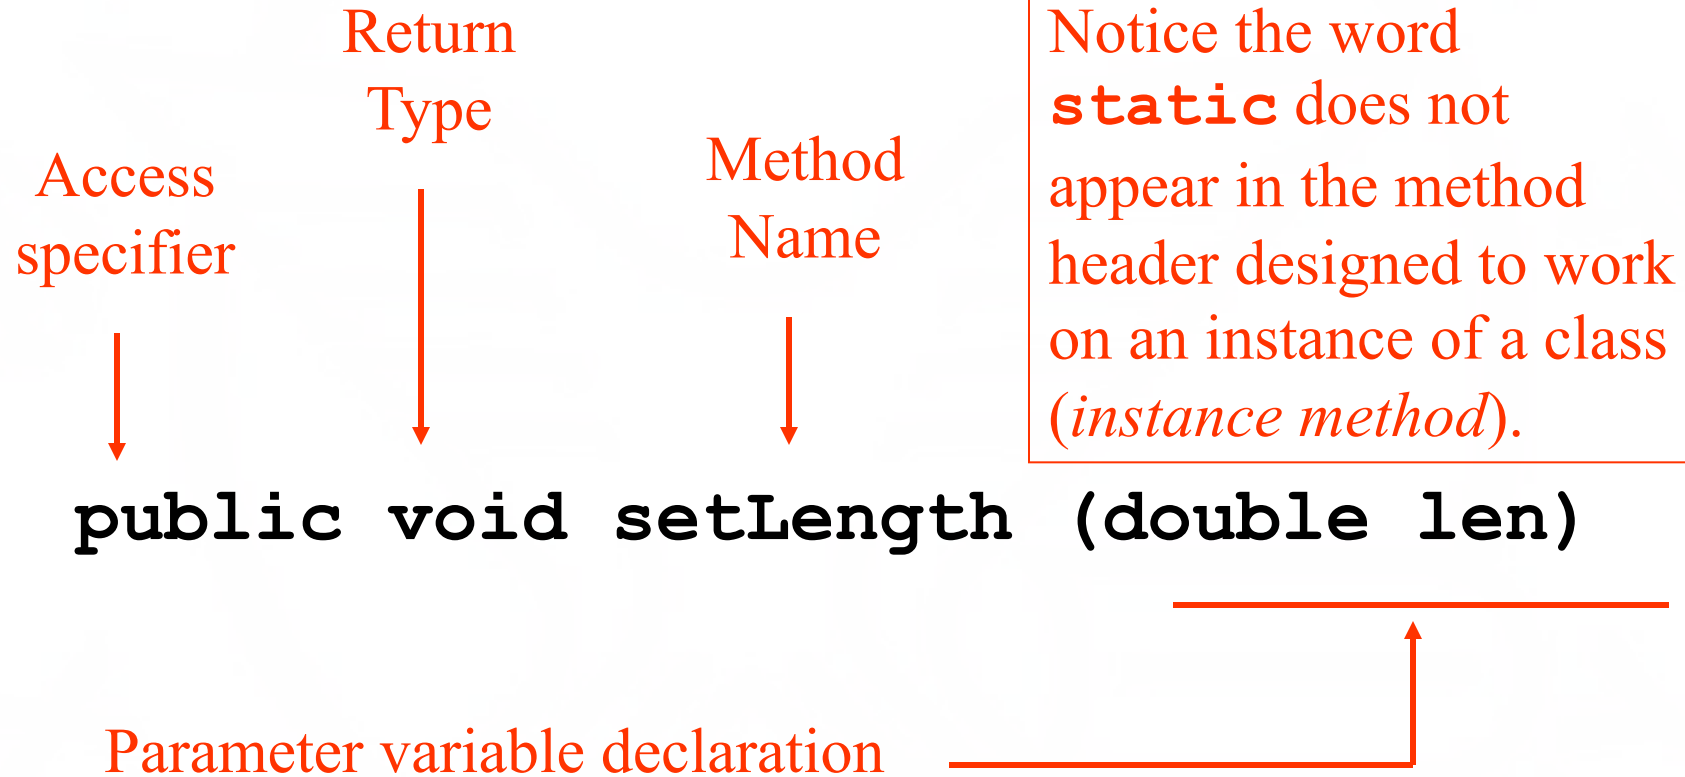 Return
Type
Access
specifier
Method
Name
Notice the word
static does not
appear in the method
header designed to work
on an instance of a class
(instance method).
public void setLength (double len)
Parameter variable declaration